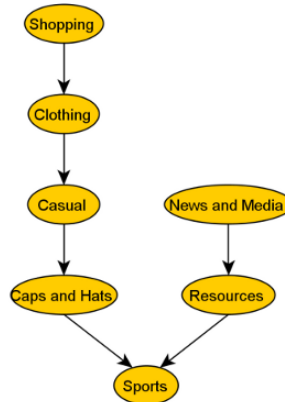 Shopping
Clothing
Casual
News and Media
Caps and Hats
Resources
Sports